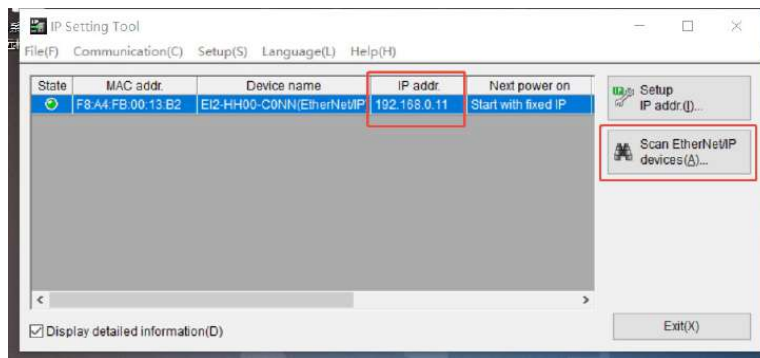 IP Setting Tool
File(F) Communication(C) Setup(S) Language(L) Help(H)
State MAC addr. Device name IP addr. Next power on
F8:A4:FB:00:13:B2 EI2-HH00-C0NN(EtherNet/IP 192.168.0.11 Start with fixed IP
Setup
IP addr.(I)...
Scan EtherNet/IP
devices(A)...
Display detailed information(D)
Exit(X)